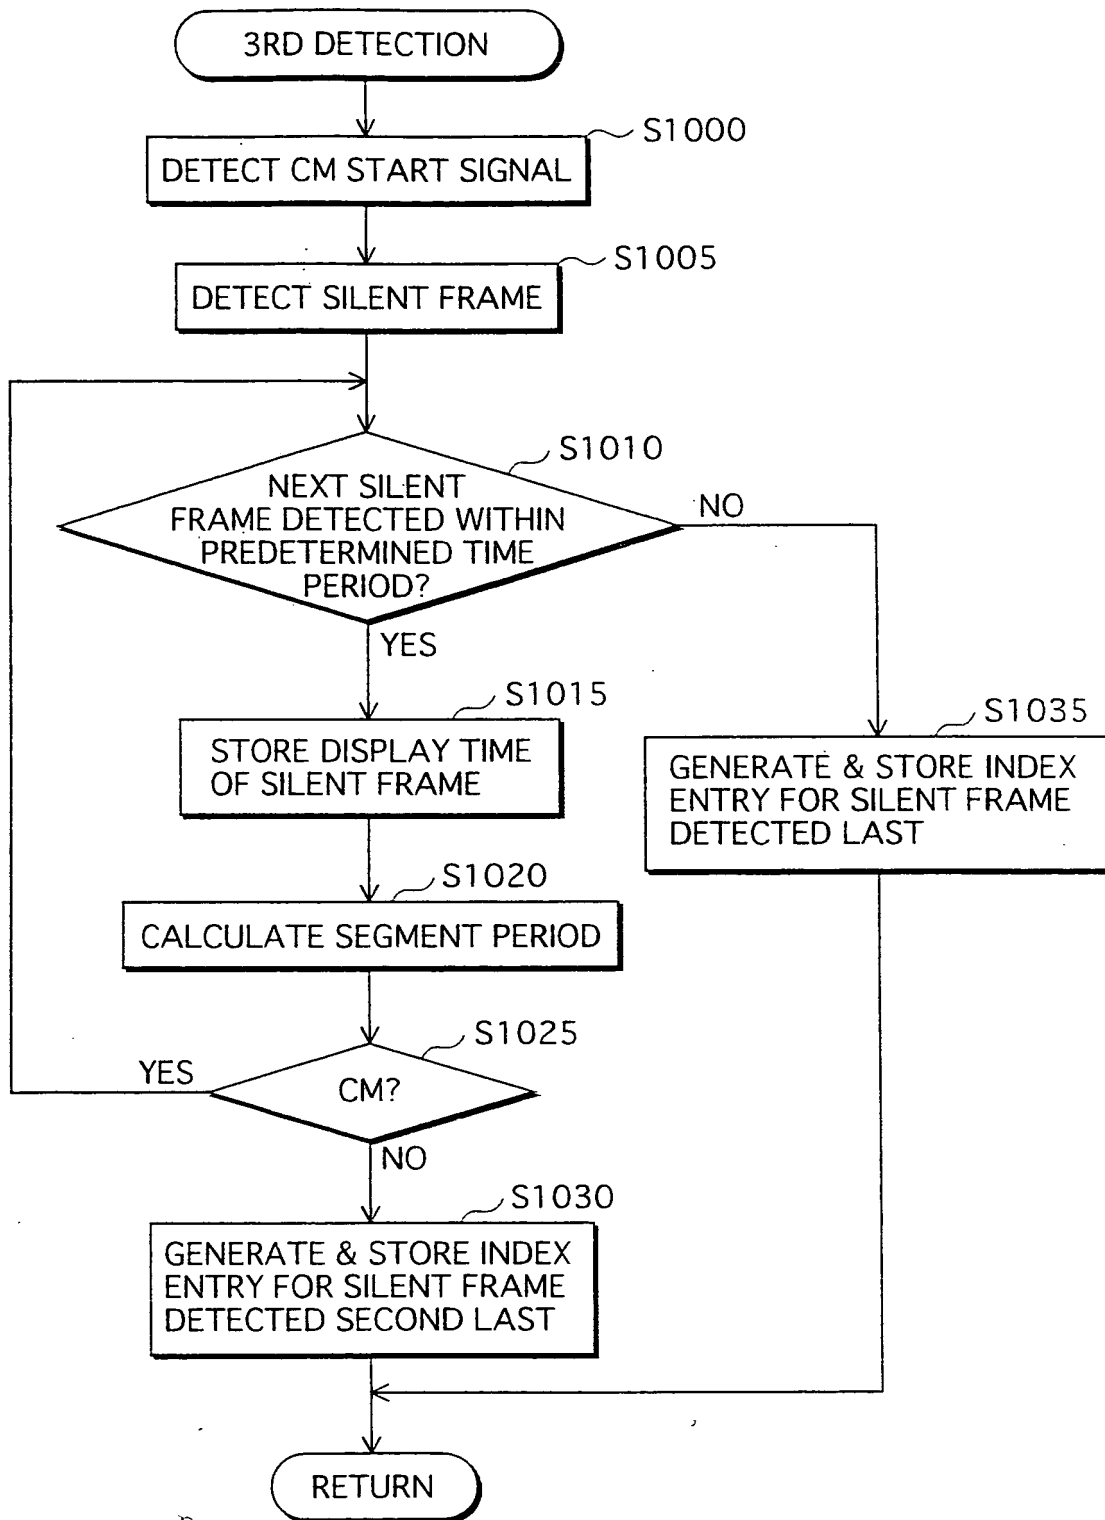 3RD DETECTION
S1000
DETECT CM START SIGNAL
S1005
DETECT SILENT FRAME
S1010
NEXT SILENT
FRAME DETECTED WITHIN
PREDETERMINED TIME
PERIOD?
NO
YES
S1015
STORE DISPLAY TIME
OF SILENT FRAME
S1035
GENERATE & STORE INDEX
ENTRY FOR SILENT FRAME
DETECTED LAST
S1020
CALCULATE SEGMENT PERIOD
S1025
YES
CM?
NO
S1030
GENERATE & STORE INDEX
ENTRY FOR SILENT FRAME
DETECTED SECOND LAST
RETURN